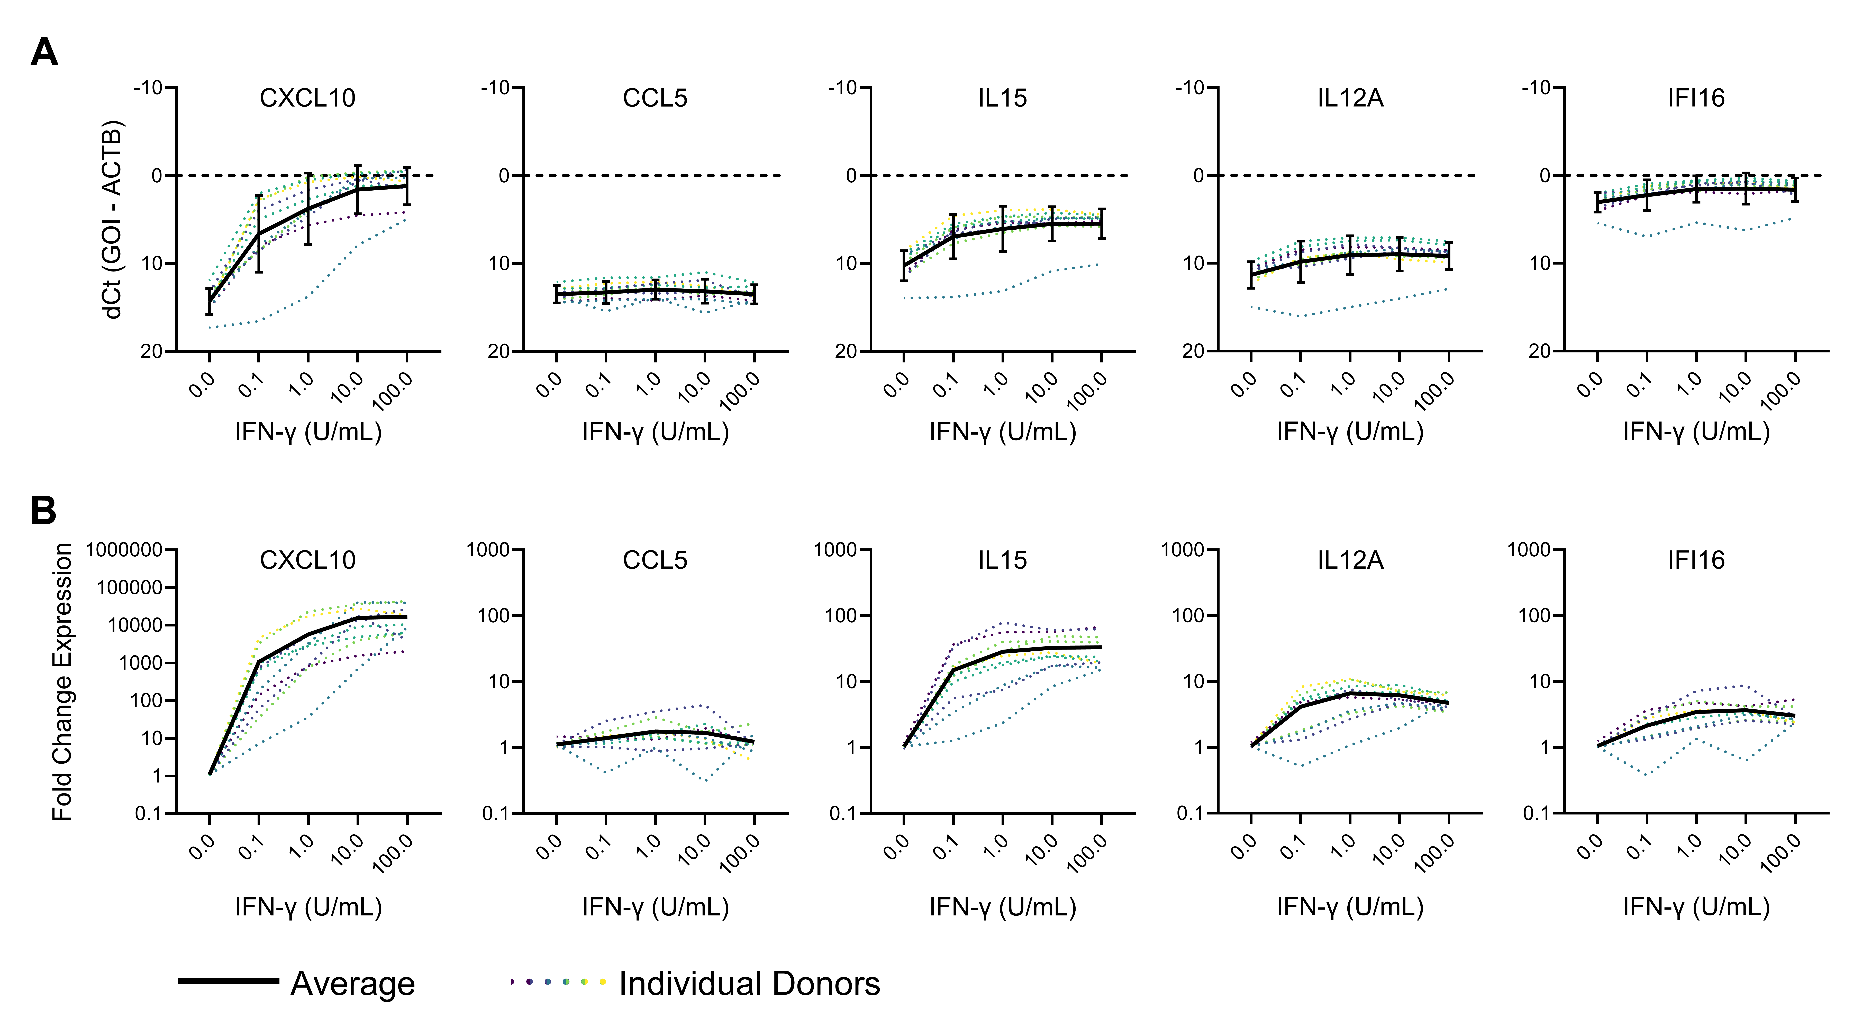 A
CXCL10 CCL5 IL15 IL12A IFI16
dCt (GOI - ACTB)
-10 -10 -10 -10 -10
0 0 0 0 0
10 10 10 10 10
20 20 20 20 20
0.0 0.1 1.0 10.0 100.0 0.0 0.1 1.0 10.0 100.0 0.0 0.1 1.0 10.0 100.0 0.0 0.1 1.0 10.0 100.0 0.0 0.1 1.0 10.0 100.0
IFN-γ (U/mL) IFN-γ (U/mL) IFN-γ (U/mL) IFN-γ (U/mL) IFN-γ (U/mL)
B
CXCL10 CCL5 IL15 IL12A IFI16
Fold Change Expression
1000000
100000
10000
1000
100
10
1
0.1
1000 1000 1000 1000
100 100 100 100
10 10 10 10
1 1 1 1
0.1 0.1 0.1 0.1
0.0 0.1 1.0 10.0 100.0 0.0 0.1 1.0 10.0 100.0 0.0 0.1 1.0 10.0 100.0 0.0 0.1 1.0 10.0 100.0 0.0 0.1 1.0 10.0 100.0
IFN-γ (U/mL) IFN-γ (U/mL) IFN-γ (U/mL) IFN-γ (U/mL) IFN-γ (U/mL)
Average Individual Donors